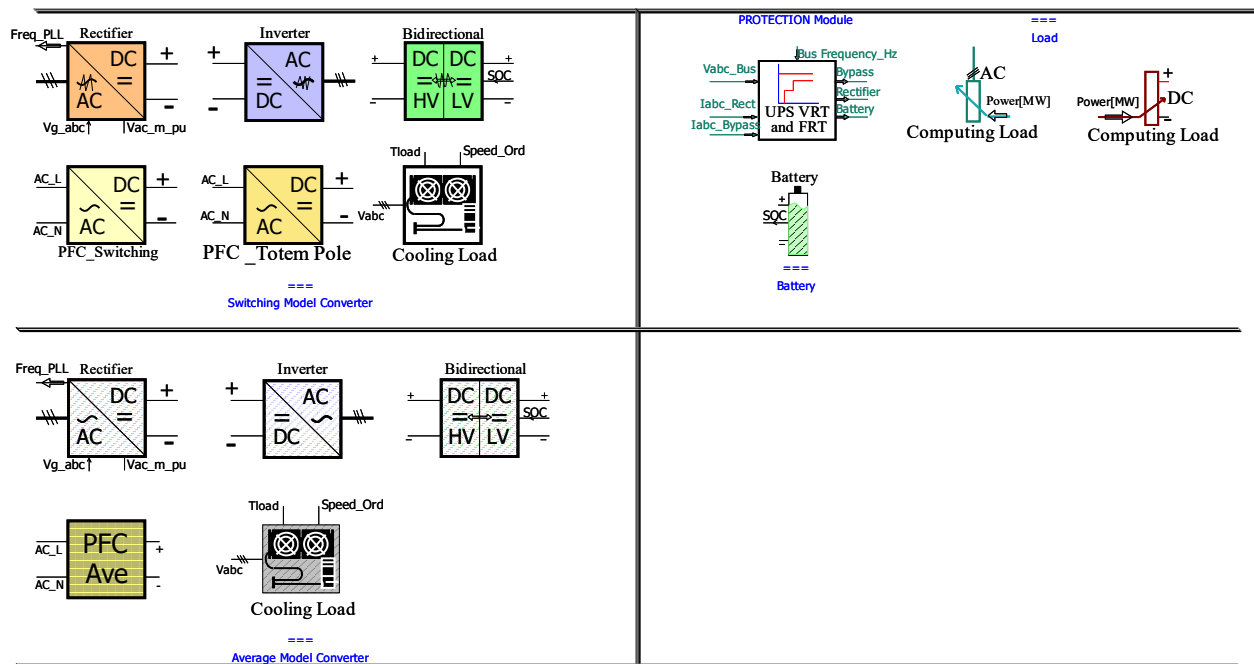 Freq_PLL
Rectifier
DC
AC
+
=
Vg_abc
Vac_m_pu
Inverter
+
AC
=
DC
Bidirectional
+
DC DC
+
= =
SOC
HV LV
=
AC_L
DC
+
AC_N
AC
PFC_Switching
AC_L
DC
+
AC_N
AC
PFC _Totem Pole
Tload
Speed_Ord
Vabc
Cooling Load
===
Switching Model Converter
PROTECTION Module
Bus Frequency_Hz
Vabc_Bus
Bypass
Rectifier
Iabc_Rect
Battery
Iabc_Bypass
UPS VRT
and FRT
===
Load
AC
Power[MW]
Computing Load
+
Power[MW]
DC
Computing Load
Battery
+
SOC
===
Battery
Freq_PLL
Rectifier
DC
+
AC
Vg_abc
Vac_m_pu
Inverter
+
AC
=
DC
Bidirectional
+
DC DC
+
= =
SOC
HV LV
AC_L
PFC
+
AC_N
Ave
-
Tload
Speed_Ord
Vabc
Cooling Load
===
Average Model Converter